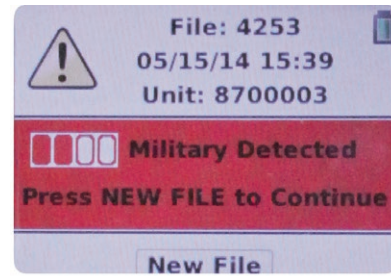 File: 4253
05/15/14 15:39
Unit: 8700003
Military Detected
Press NEW FILE to Continue
New File